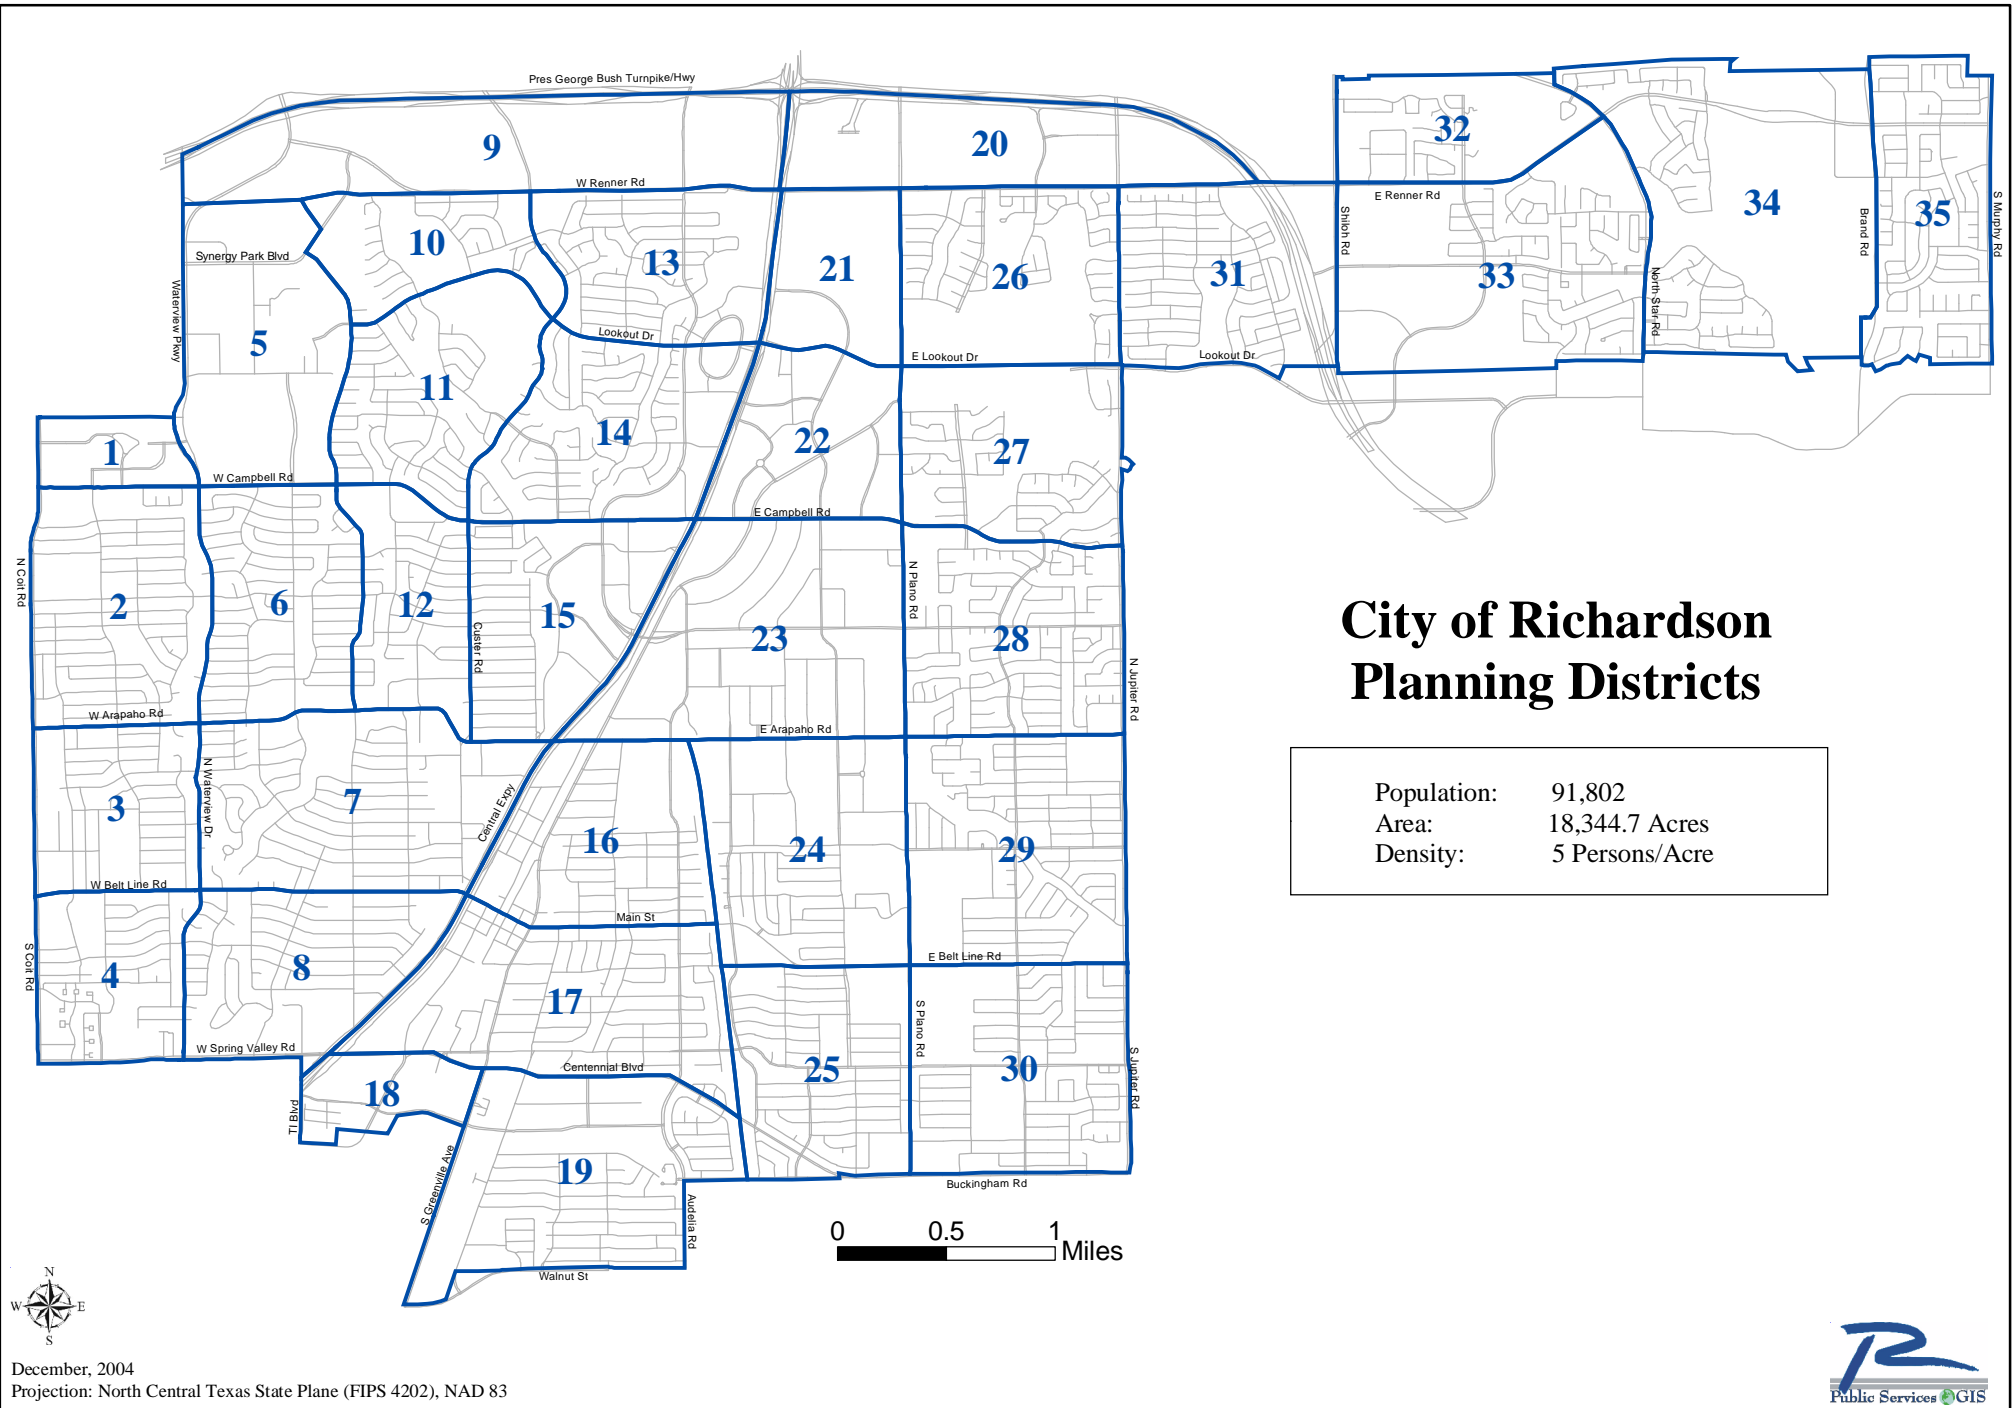 Pres George Bush Turnpike/Hwy
9
20
32
W Renner Rd
E Renner Rd
34
35
S Murphy Rd
Shiloh Rd
Brand Rd
10
13
21
26
31
33
Synergy Park Blvd
Waterview Pkwy
North Star Rd
5
Lookout Dr
E Lookout Dr
Lookout Dr
11
14
22
27
1
W Campbell Rd
E Campbell Rd
N Coit Rd
N Plano Rd
2
6
12
15
23
28
Custer Rd
N Jupiter Rd
City of Richardson
Planning Districts
W Arapaho Rd
E Arapaho Rd
Population: 91,802
Area: 18,344.7 Acres
Density: 5 Persons/Acre
3
N Waterview Dr
7
Central Expy
16
24
29
W Belt Line Rd
Main St
S Coit Rd
4
8
E Belt Line Rd
17
S Plano Rd
W Spring Valley Rd
Centennial Blvd
25
30
S Jupiter Rd
18
TI Blvd
19
S Greenville Ave
Buckingham Rd
Audelia Rd
0 0.5 1
Miles
Walnut St
N
W E
S
December, 2004
Projection: North Central Texas State Plane (FIPS 4202), NAD 83
Public Services GIS